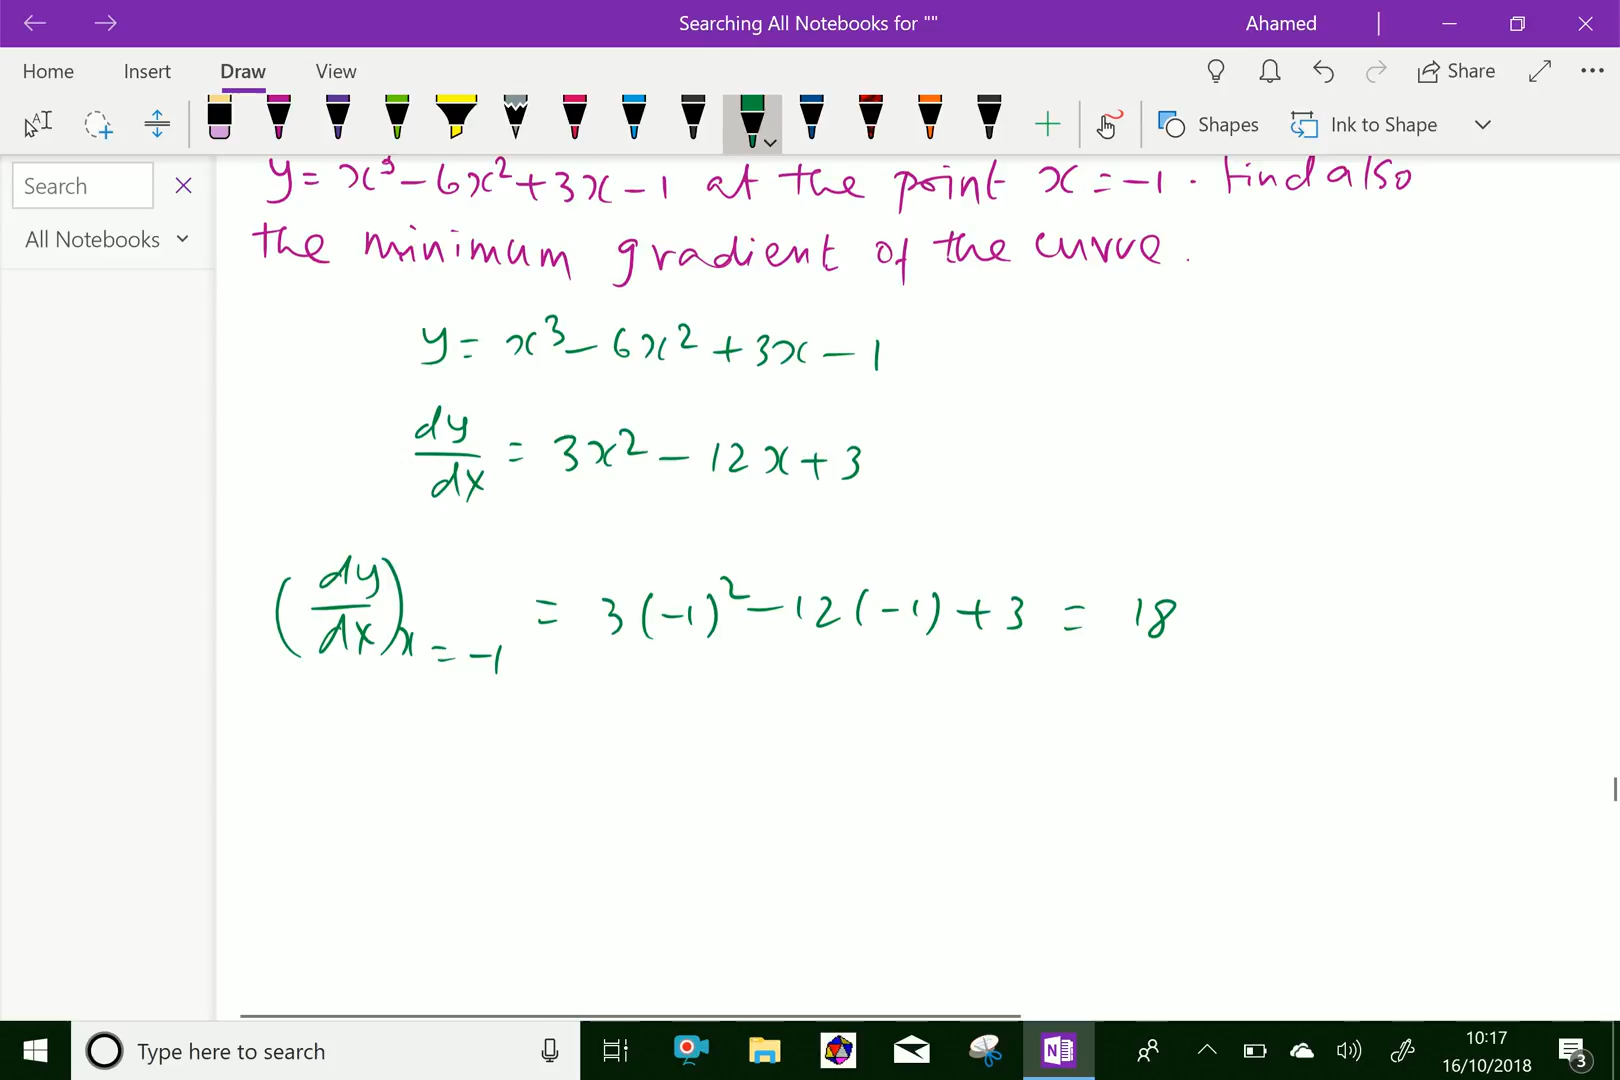 Searching All Notebooks for ""
Ahamed
Home Insert Draw View
Share
Shapes
Ink to Shape
Search
All Notebooks
y = x³ - 6x² + 3x - 1 at the point x = -1 . Find also
the minimum gradient of the curve .
y = x³ - 6x² + 3x - 1
dy/dx = 3x² - 12x + 3
(dy/dx)x = -1 = 3(-1)² - 12(-1) + 3 = 18
Type here to search
N
10:17
16/10/2018
3